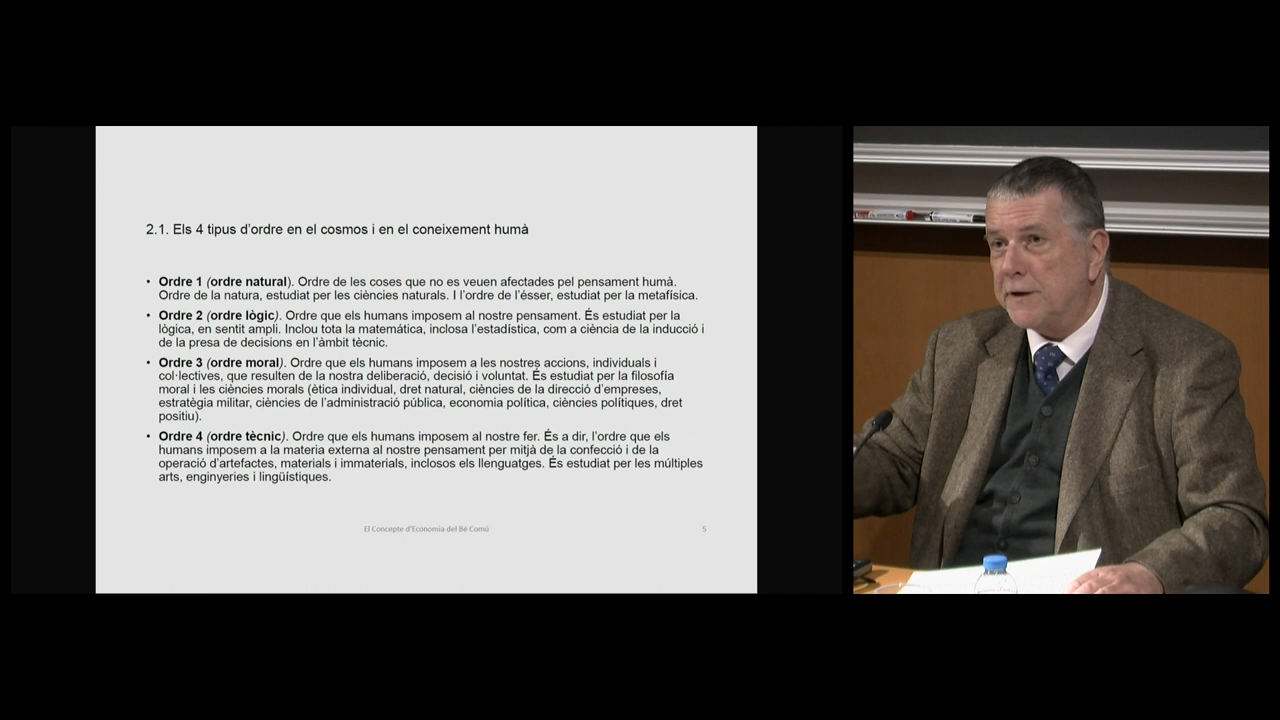 2.1. Els 4 tipus d'ordre en el cosmos i en el coneixement humà
• Ordre 1 (ordre natural). Ordre de les coses que no es veuen afectades pel pensament humà.
Ordre de la natura, estudiat per les ciències naturals. I l'ordre de l'ésser, estudiat per la metafísica.
• Ordre 2 (ordre lògic). Ordre que els humans imposem al nostre pensament. És estudiat per la
lògica, en sentit ampli. Inclou tota la matemática, inclosa l'estadística, com a ciència de la inducció i
de la presa de decisions en l'àmbit tècnic.
• Ordre 3 (ordre moral). Ordre que els humans imposem a les nostres accions, individuals i
col·lectives, que resulten de la nostra deliberació, decisió i voluntat. És estudiat per la filosofía
moral i les ciències morals (ètica individual, dret natural, ciències de la direcció d'empreses,
estratègia militar, ciències de l'administració pública, economia política, ciències polítiques, dret
positiu).
• Ordre 4 (ordre tècnic). Ordre que els humans imposem al nostre fer. És a dir, l'ordre que els
humans imposem a la materia externa al nostre pensament per mitjà de la confecció i de la
operació d'artefactes, materials i immaterials, inclosos els llenguatges. És estudiat per les múltiples
arts, enginyeries i lingüístiques.
El Concepte d'Economia del Bé Comú
5